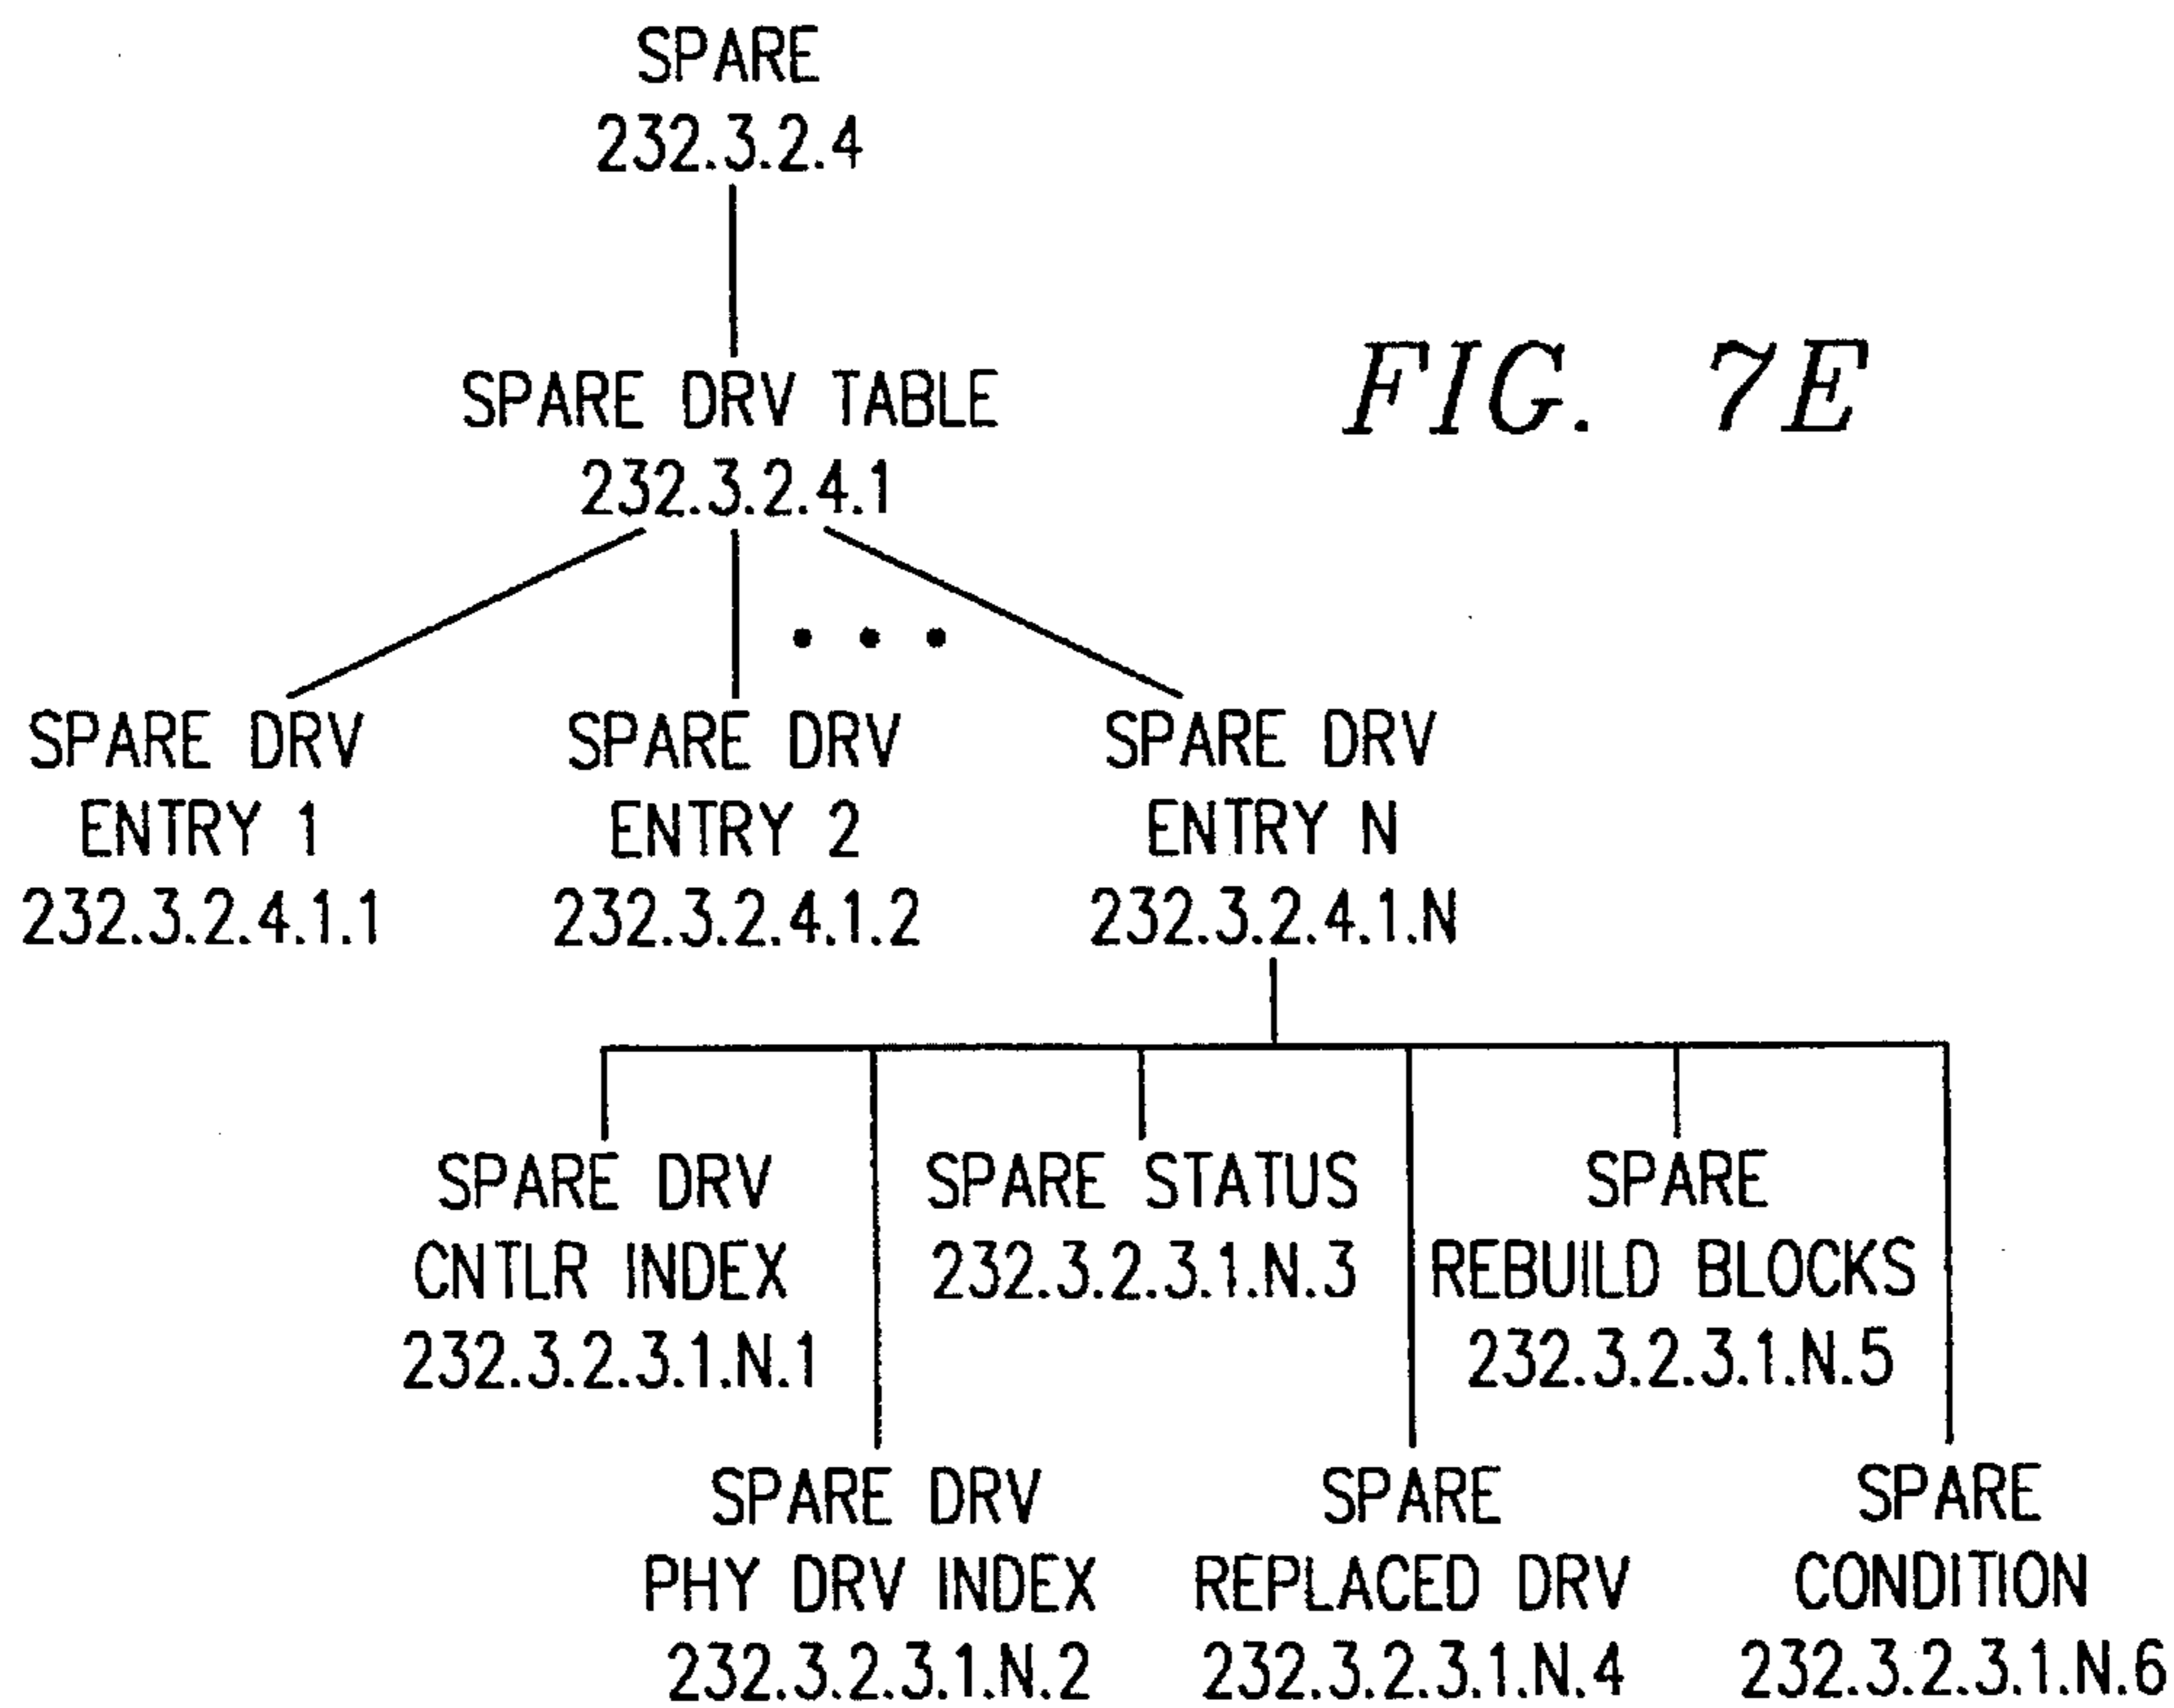 SPARE
232.3.2.4
SPARE DRV TABLE
232.3.2.4.1
FIG. 7E
SPARE DRV
ENTRY 1
232.3.2.4.1.1
SPARE DRV
ENTRY 2
232.3.2.4.1.2
SPARE DRV
ENTRY N
232.3.2.4.1.N
SPARE DRV
CNTLR INDEX
232.3.2.3.1.N.1
SPARE STATUS
232.3.2.3.1.N.3
SPARE
REBUILD BLOCKS
232.3.2.3.1.N.5
SPARE DRV
PHY DRV INDEX
232.3.2.3.1.N.2
SPARE
REPLACED DRV
232.3.2.3.1.N.4
SPARE
CONDITION
232.3.2.3.1.N.6